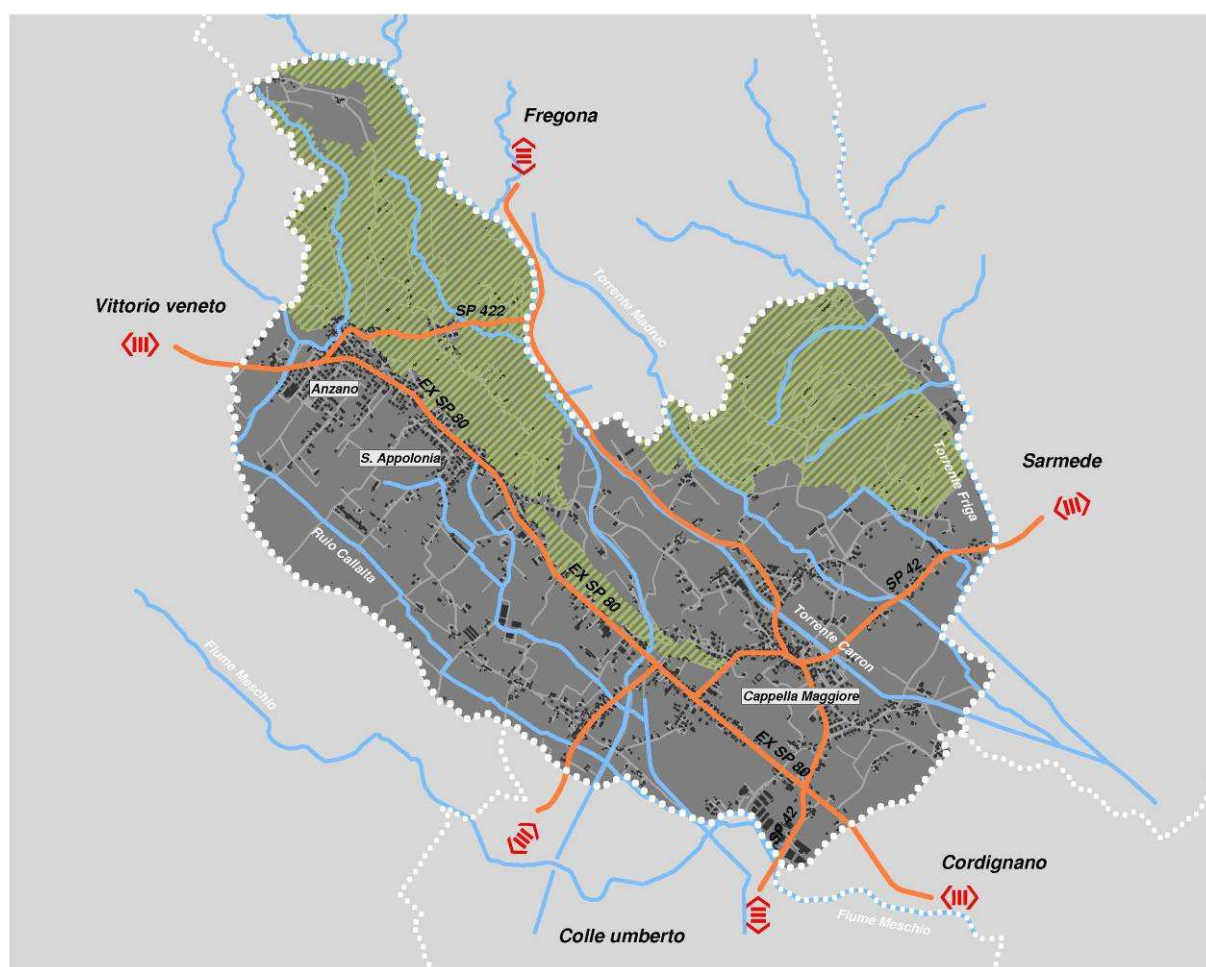 Fregona
Torrente Madruc
Vittorio veneto
SP 422
Anzano
EX SP 80
S. Appolonia
Torrente Friga
Sarmede
Ruio Callalta
EX SP 80
SP 42
Torrente Carron
Fiume Meschio
Cappella Maggiore
EX SP 80
SP 42
Cordignano
Fiume Meschio
Colle umberto